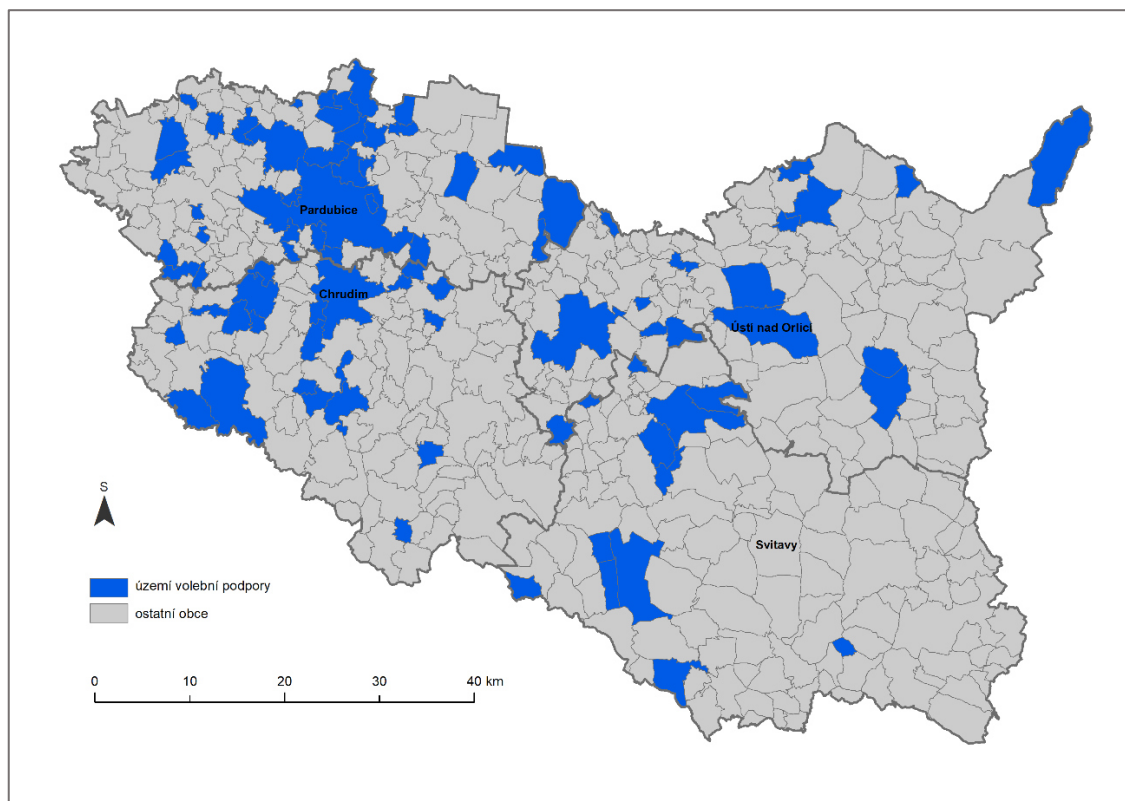 Pardubice
Chrudim
Ústí nad Orlicí
S
Svitavy
území volební podpory
ostatní obce
0 10 20 30 40 km